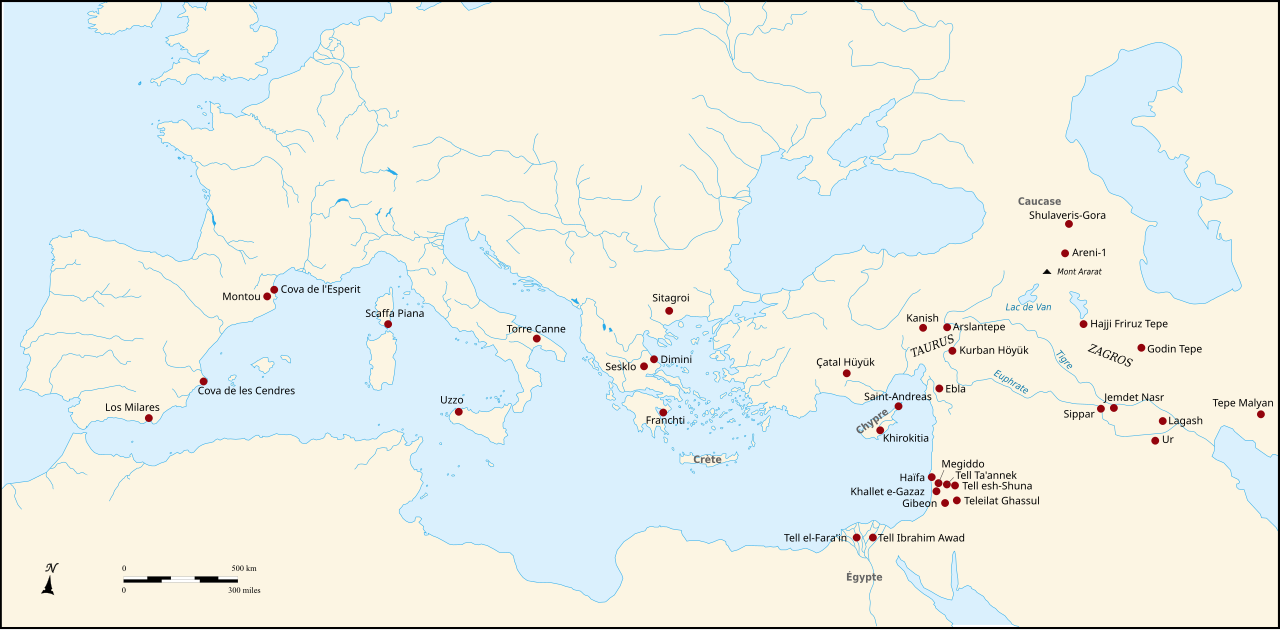 Caucase
Shulaveris-Gora
Areni-1
Mont Ararat
Cova de l'Esperit
Montou
Scaffa Piana
Sitagroi
Lac de Van
Kanish
Arslantepe
Hajji Friruz Tepe
TAURUS
Torre Canne
Kurban Höyük
ZAGROS
Godin Tepe
Dimini
Sesklo
Çatal Hüyük
Tigre
Euphrate
Cova de les Cendres
Ebla
Saint-Andreas
Jemdet Nasr
Tepe Malyan
Los Milares
Uzzo
Franchti
Sippar
Lagash
Chypre
Khirokitia
Ur
Crète
Megiddo
Haïfa
Tell Ta'annek
Tell esh-Shuna
Khallet e-Gazaz
Gibeon
Teleilat Ghassul
Tell el-Fara'in
Tell Ibrahim Awad
Égypte
N
0 500 km
0 300 miles